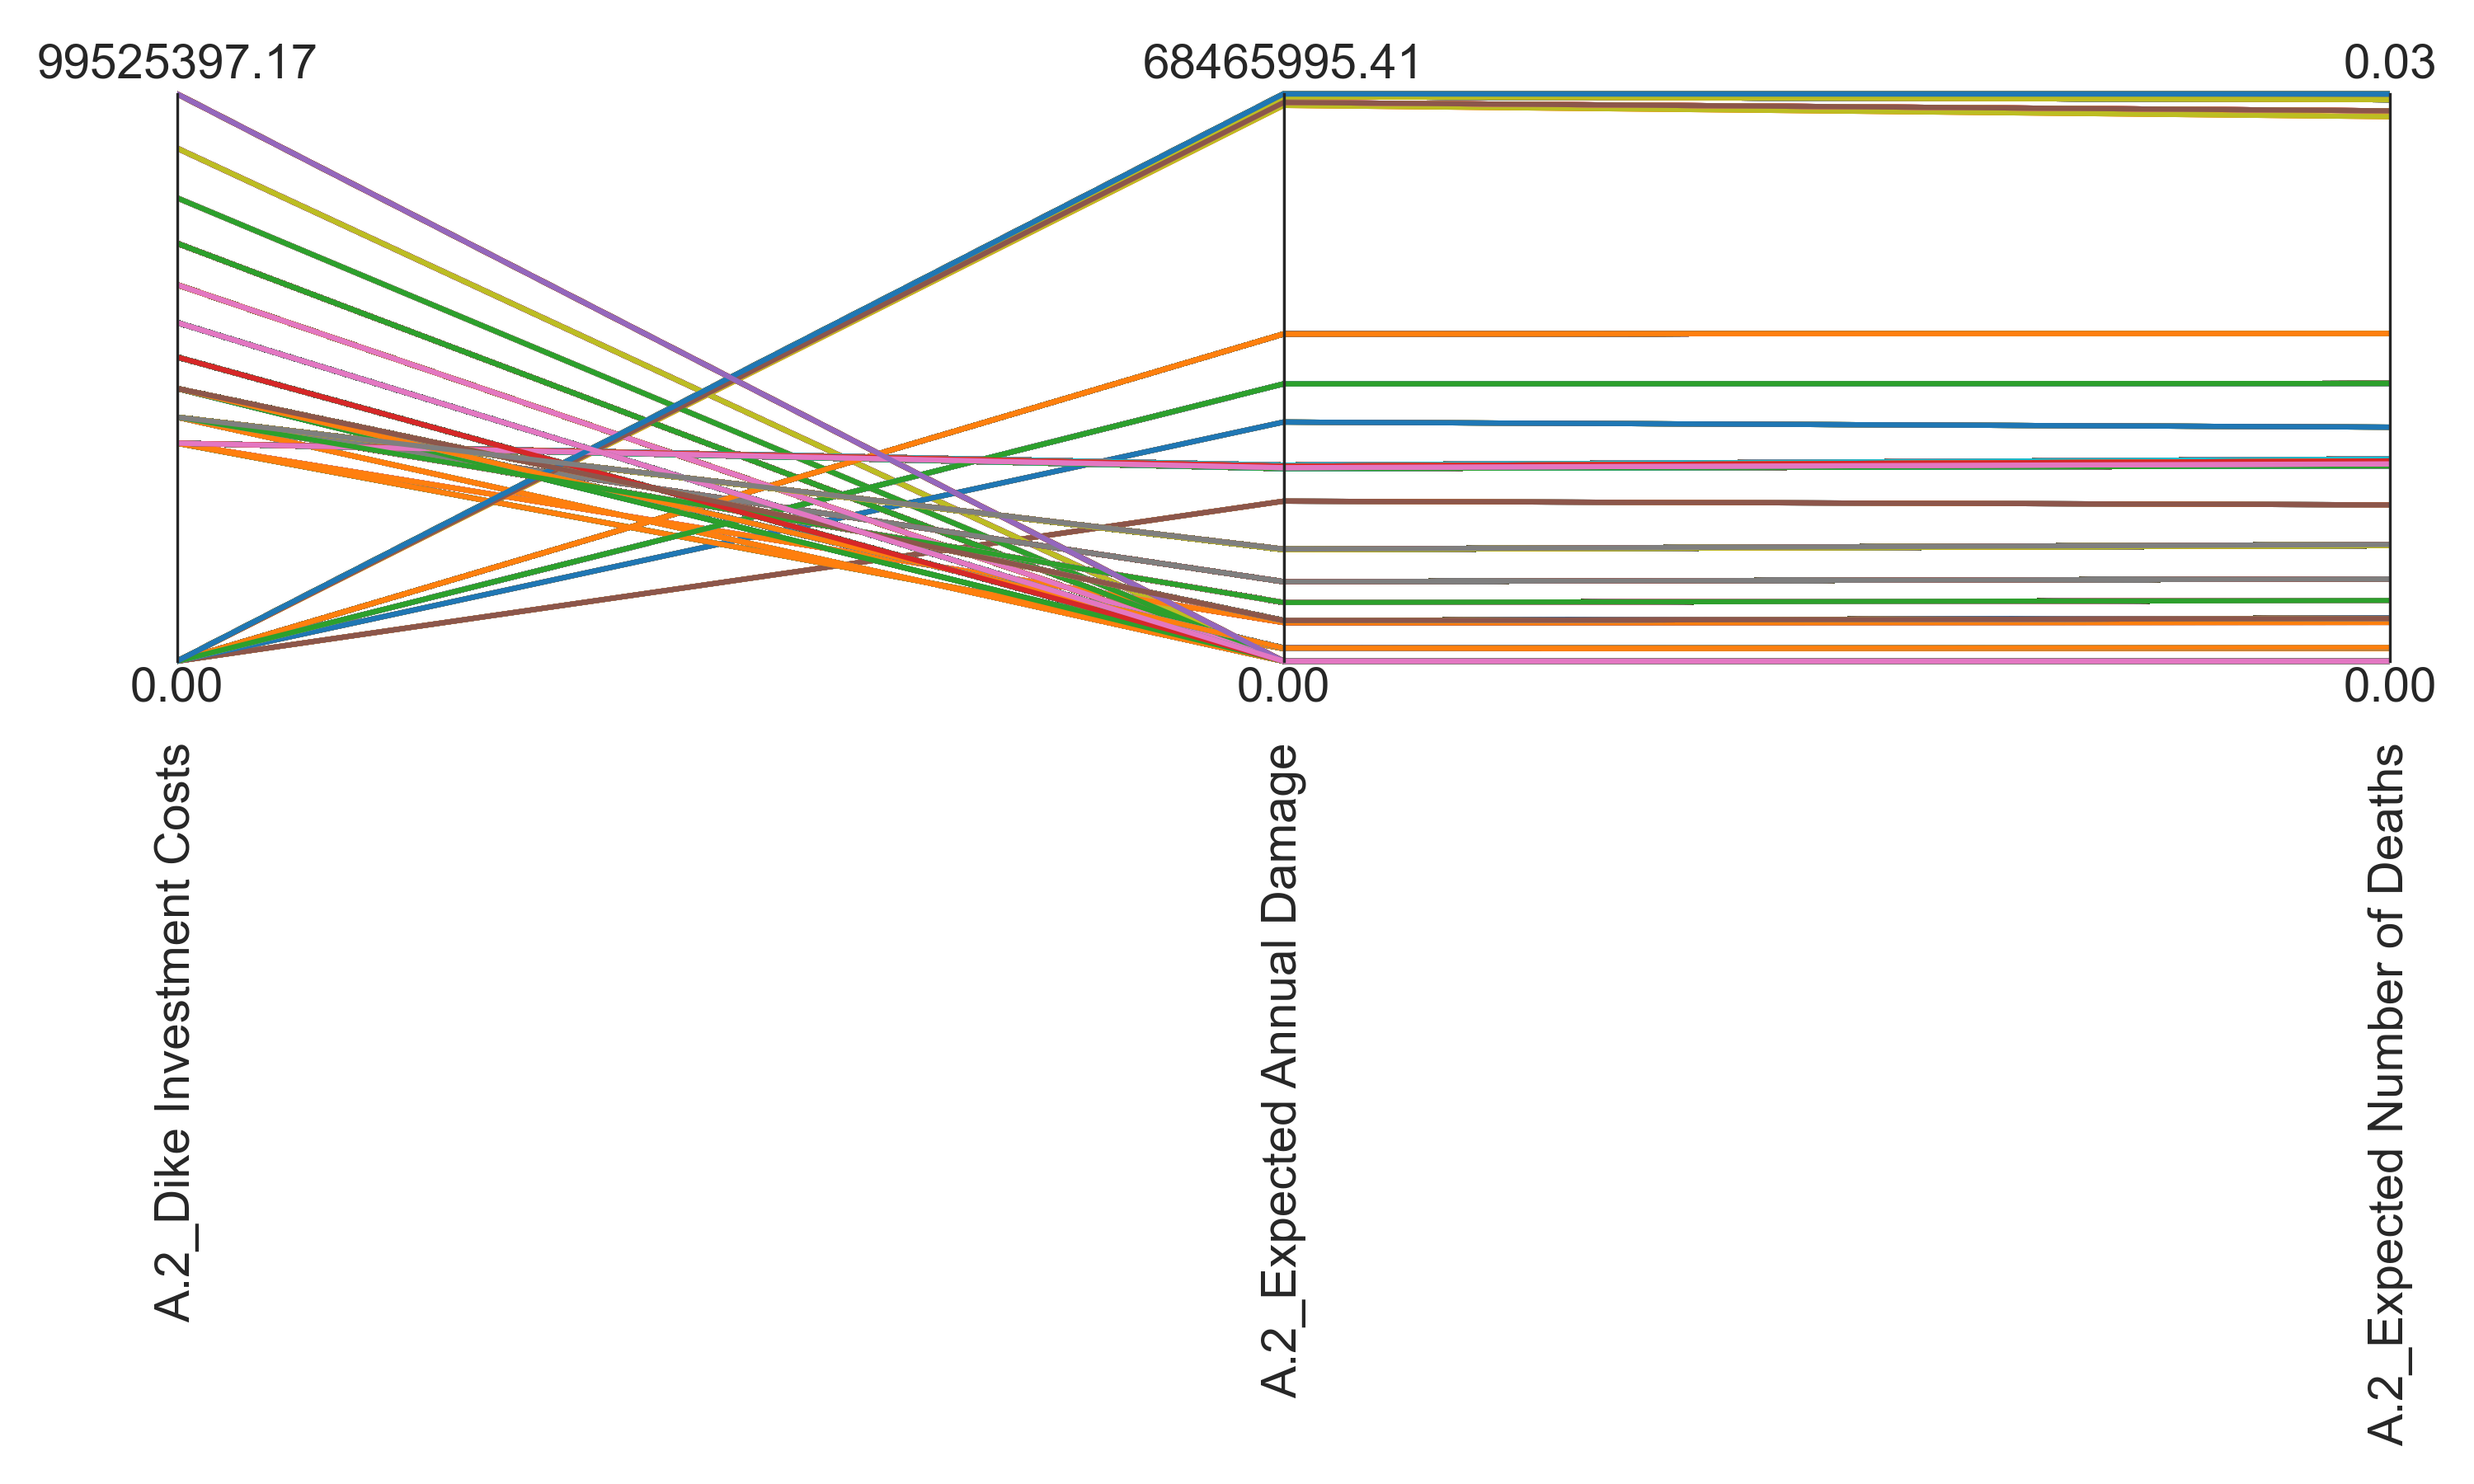 99525397.17
68465995.41
0.03
0.00
0.00
0.00
A.2_Dike Investment Costs
A.2_Expected Annual Damage
A.2_Expected Number of Deaths